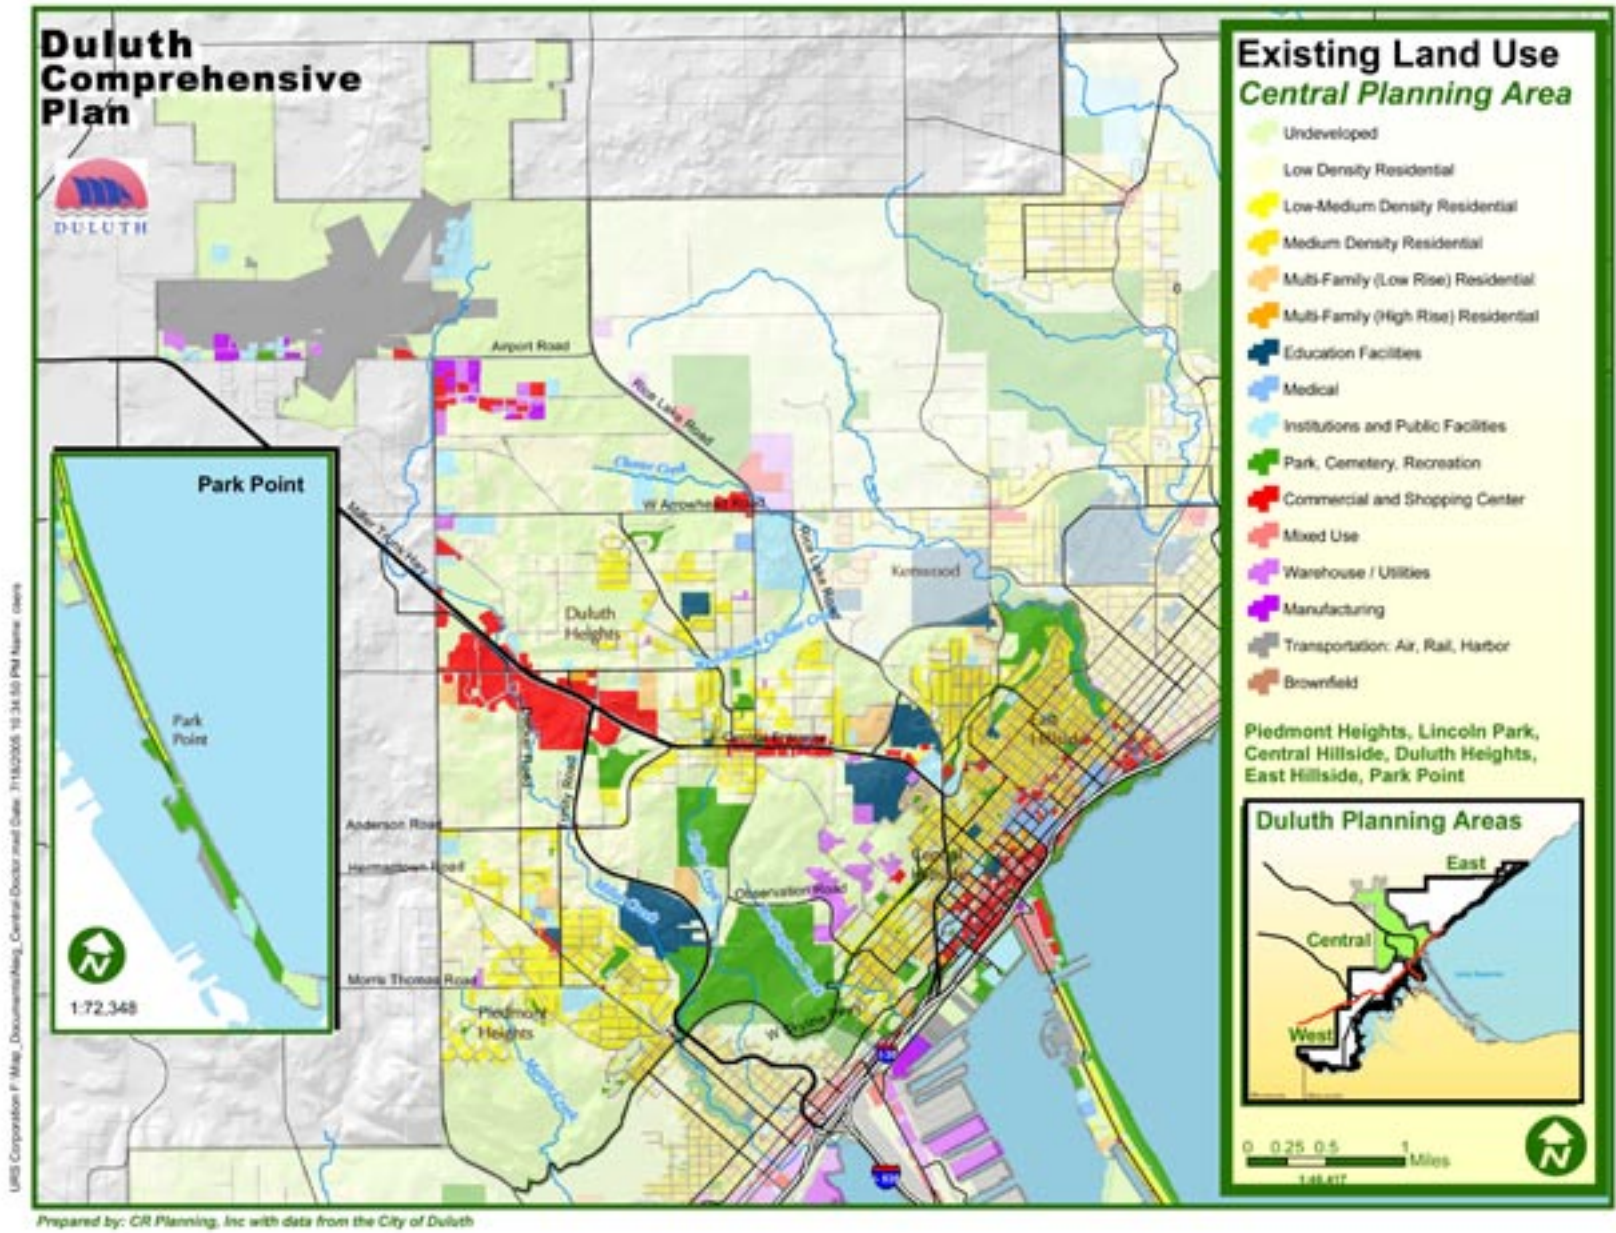 Duluth
Comprehensive
Plan
DULUTH
Existing Land Use
Central Planning Area
Undeveloped
Low Density Residential
Low-Medium Density Residential
Medium Density Residential
Multi-Family (Low Rise) Residential
Multi-Family (High Rise) Residential
Education Facilities
Medical
Institutions and Public Facilities
Park, Cemetery, Recreation
Commercial and Shopping Center
Mixed Use
Warehouse / Utilities
Manufacturing
Transportation: Air, Rail, Harbor
Brownfield
Piedmont Heights, Lincoln Park,
Central Hillside, Duluth Heights,
East Hillside, Park Point
Duluth Planning Areas
East
Central
West
0 0.25 0.5 1
Miles
N
Airport Road
Rice Lake Road
Chester Creek
W Arrowhead Road
Miller Trunk Hwy
Rice Lake Road
Kenwood
Duluth
Heights
Anderson Road
Hermantown Road
Observation Road
Morris Thomas Road
Piedmont
Heights
W Skyline Pkwy
Park Point
Park
Point
N
1:72,348
Prepared by: CR Planning, Inc with data from the City of Duluth